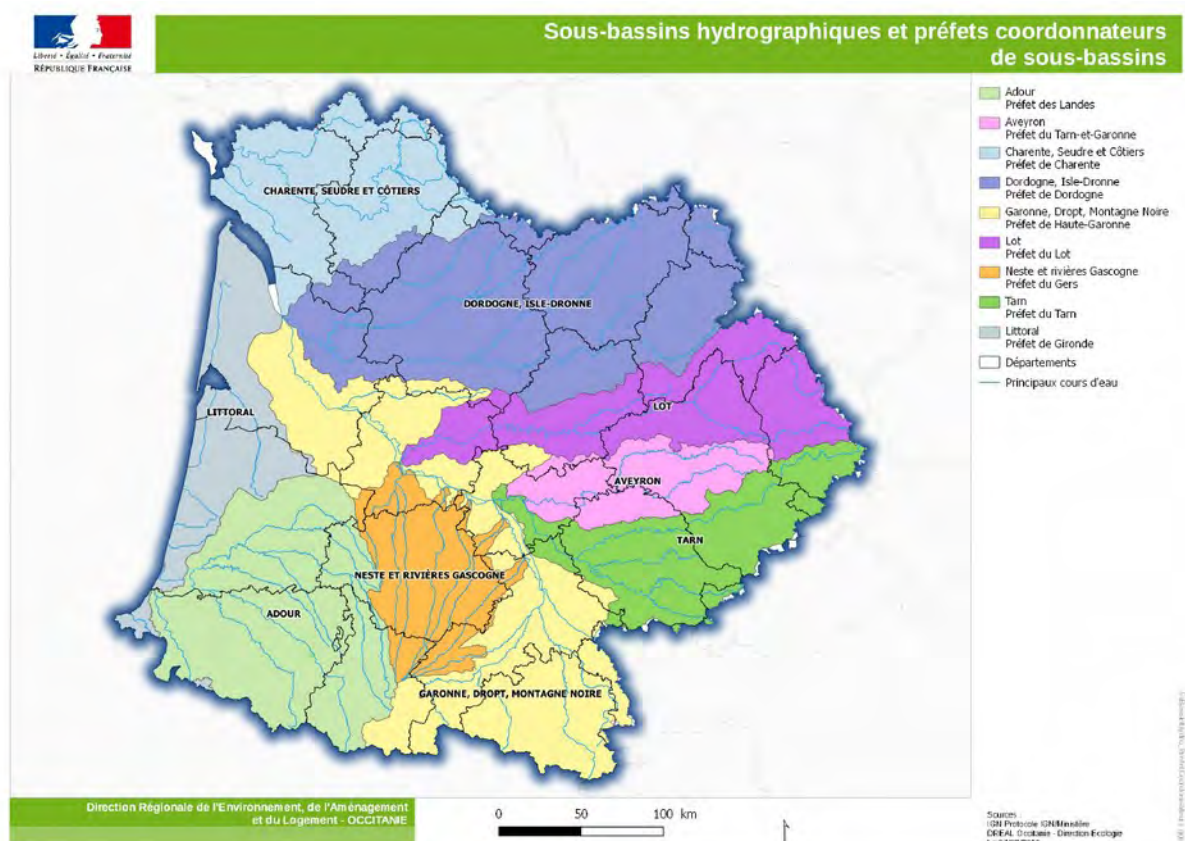 Liberté • Égalité • Fraternité
RÉPUBLIQUE FRANÇAISE
Sous-bassins hydrographiques et préfets coordonnateurs
de sous-bassins
Adour
Préfet des Landes
Aveyron
Préfet du Tarn-et-Garonne
Charente, Seudre et Côtiers
Préfet de Charente
Dordogne, Isle-Dronne
Préfet de Dordogne
Garonne, Dropt, Montagne Noire
Préfet de Haute-Garonne
Lot
Préfet du Lot
Neste et rivières Gascogne
Préfet du Gers
Tarn
Préfet du Tarn
Littoral
Préfet de Gironde
Départements
Principaux cours d'eau
CHARENTE, SEUDRE ET CÔTIERS
DORDOGNE, ISLE-DRONNE
LITTORAL
LOT
AVEYRON
TARN
NESTE ET RIVIÈRES GASCOGNE
ADOUR
GARONNE, DROPT, MONTAGNE NOIRE
Direction Régionale de l'Environnement, de l'Aménagement
et du Logement - OCCITANIE
0 50 100 km
Sources
IGN Protocole IGN/Ministère
DREAL Occitanie - Direction Ecologie